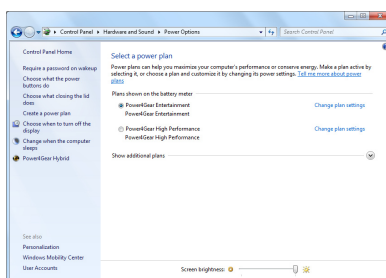 Control Panel ▸ Hardware and Sound ▸ Power Options
Search Control Panel
Control Panel Home
Require a password on wakeup
Choose what the power
buttons do
Choose what closing the lid
does
Create a power plan
Choose when to turn off the
display
Change when the computer
sleeps
Power4Gear Hybrid
See also
Personalization
Windows Mobility Center
User Accounts
Select a power plan
Power plans can help you maximize your computer's performance or conserve energy. Make a plan active by
selecting it, or choose a plan and customize it by changing its power settings. Tell me more about power
plans
Plans shown on the battery meter
Power4Gear Entertainment Change plan settings
Power4Gear Entertainment
Power4Gear High Performance Change plan settings
Power4Gear High Performance
Show additional plans
Screen brightness: